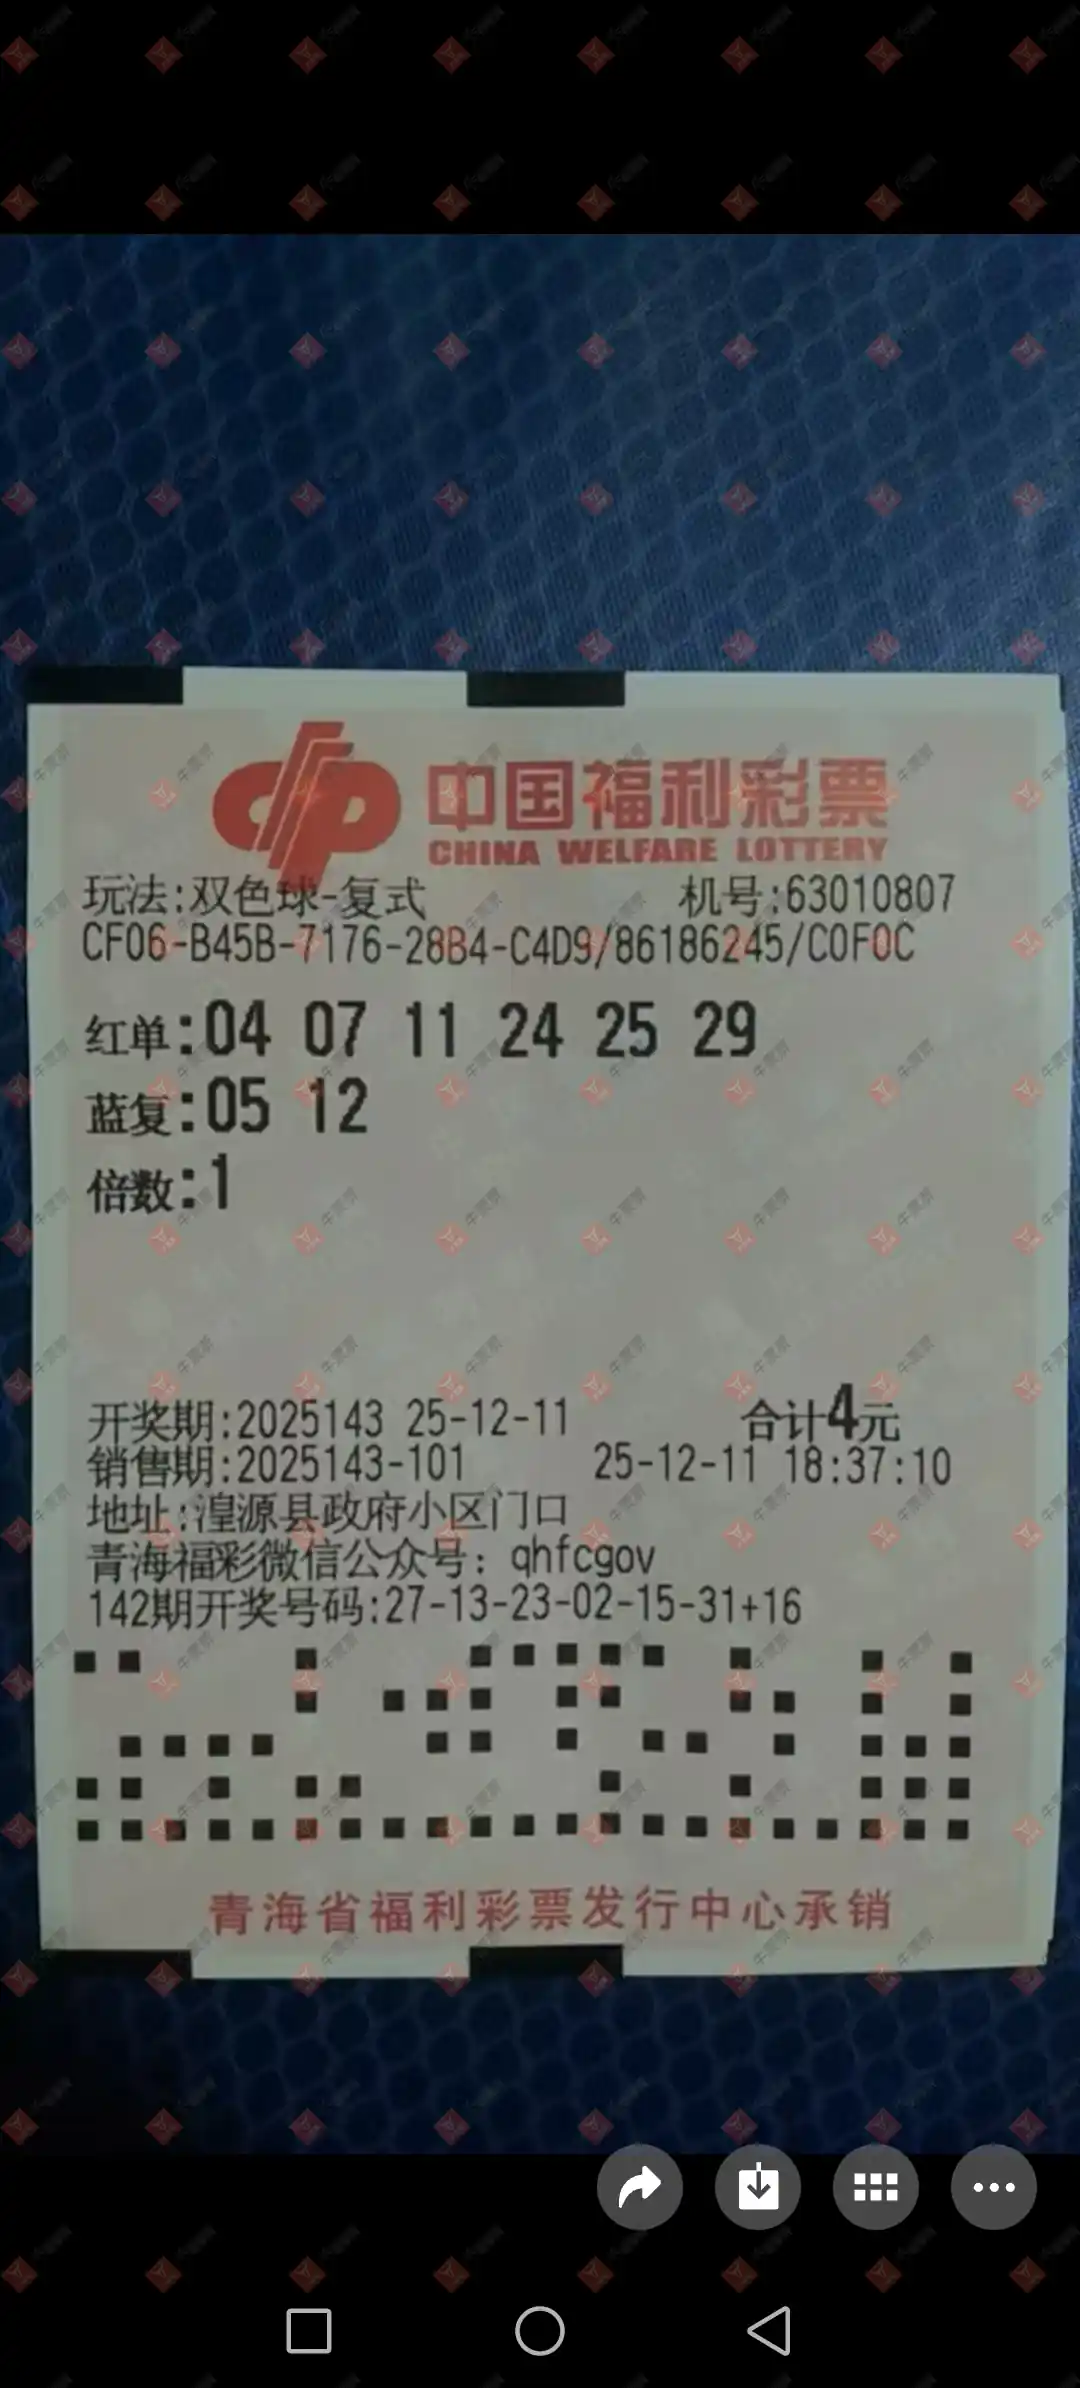 中国福利彩票
CHINA WELFARE LOTTERY
玩法:双色球-复式 机号:63010807
CF06-B45B-7176-28B4-C4D9/86186245/C0F0C
红单:04 07 11 24 25 29
蓝复:05 12
倍数:1
开奖期:2025143 25-12-11 合计4元
销售期:2025143-101 25-12-11 18:37:10
地址:湟源县政府小区门口
青海福彩微信公众号：qhfcgov
142期开奖号码:27-13-23-02-15-31+16
青海省福利彩票发行中心承销